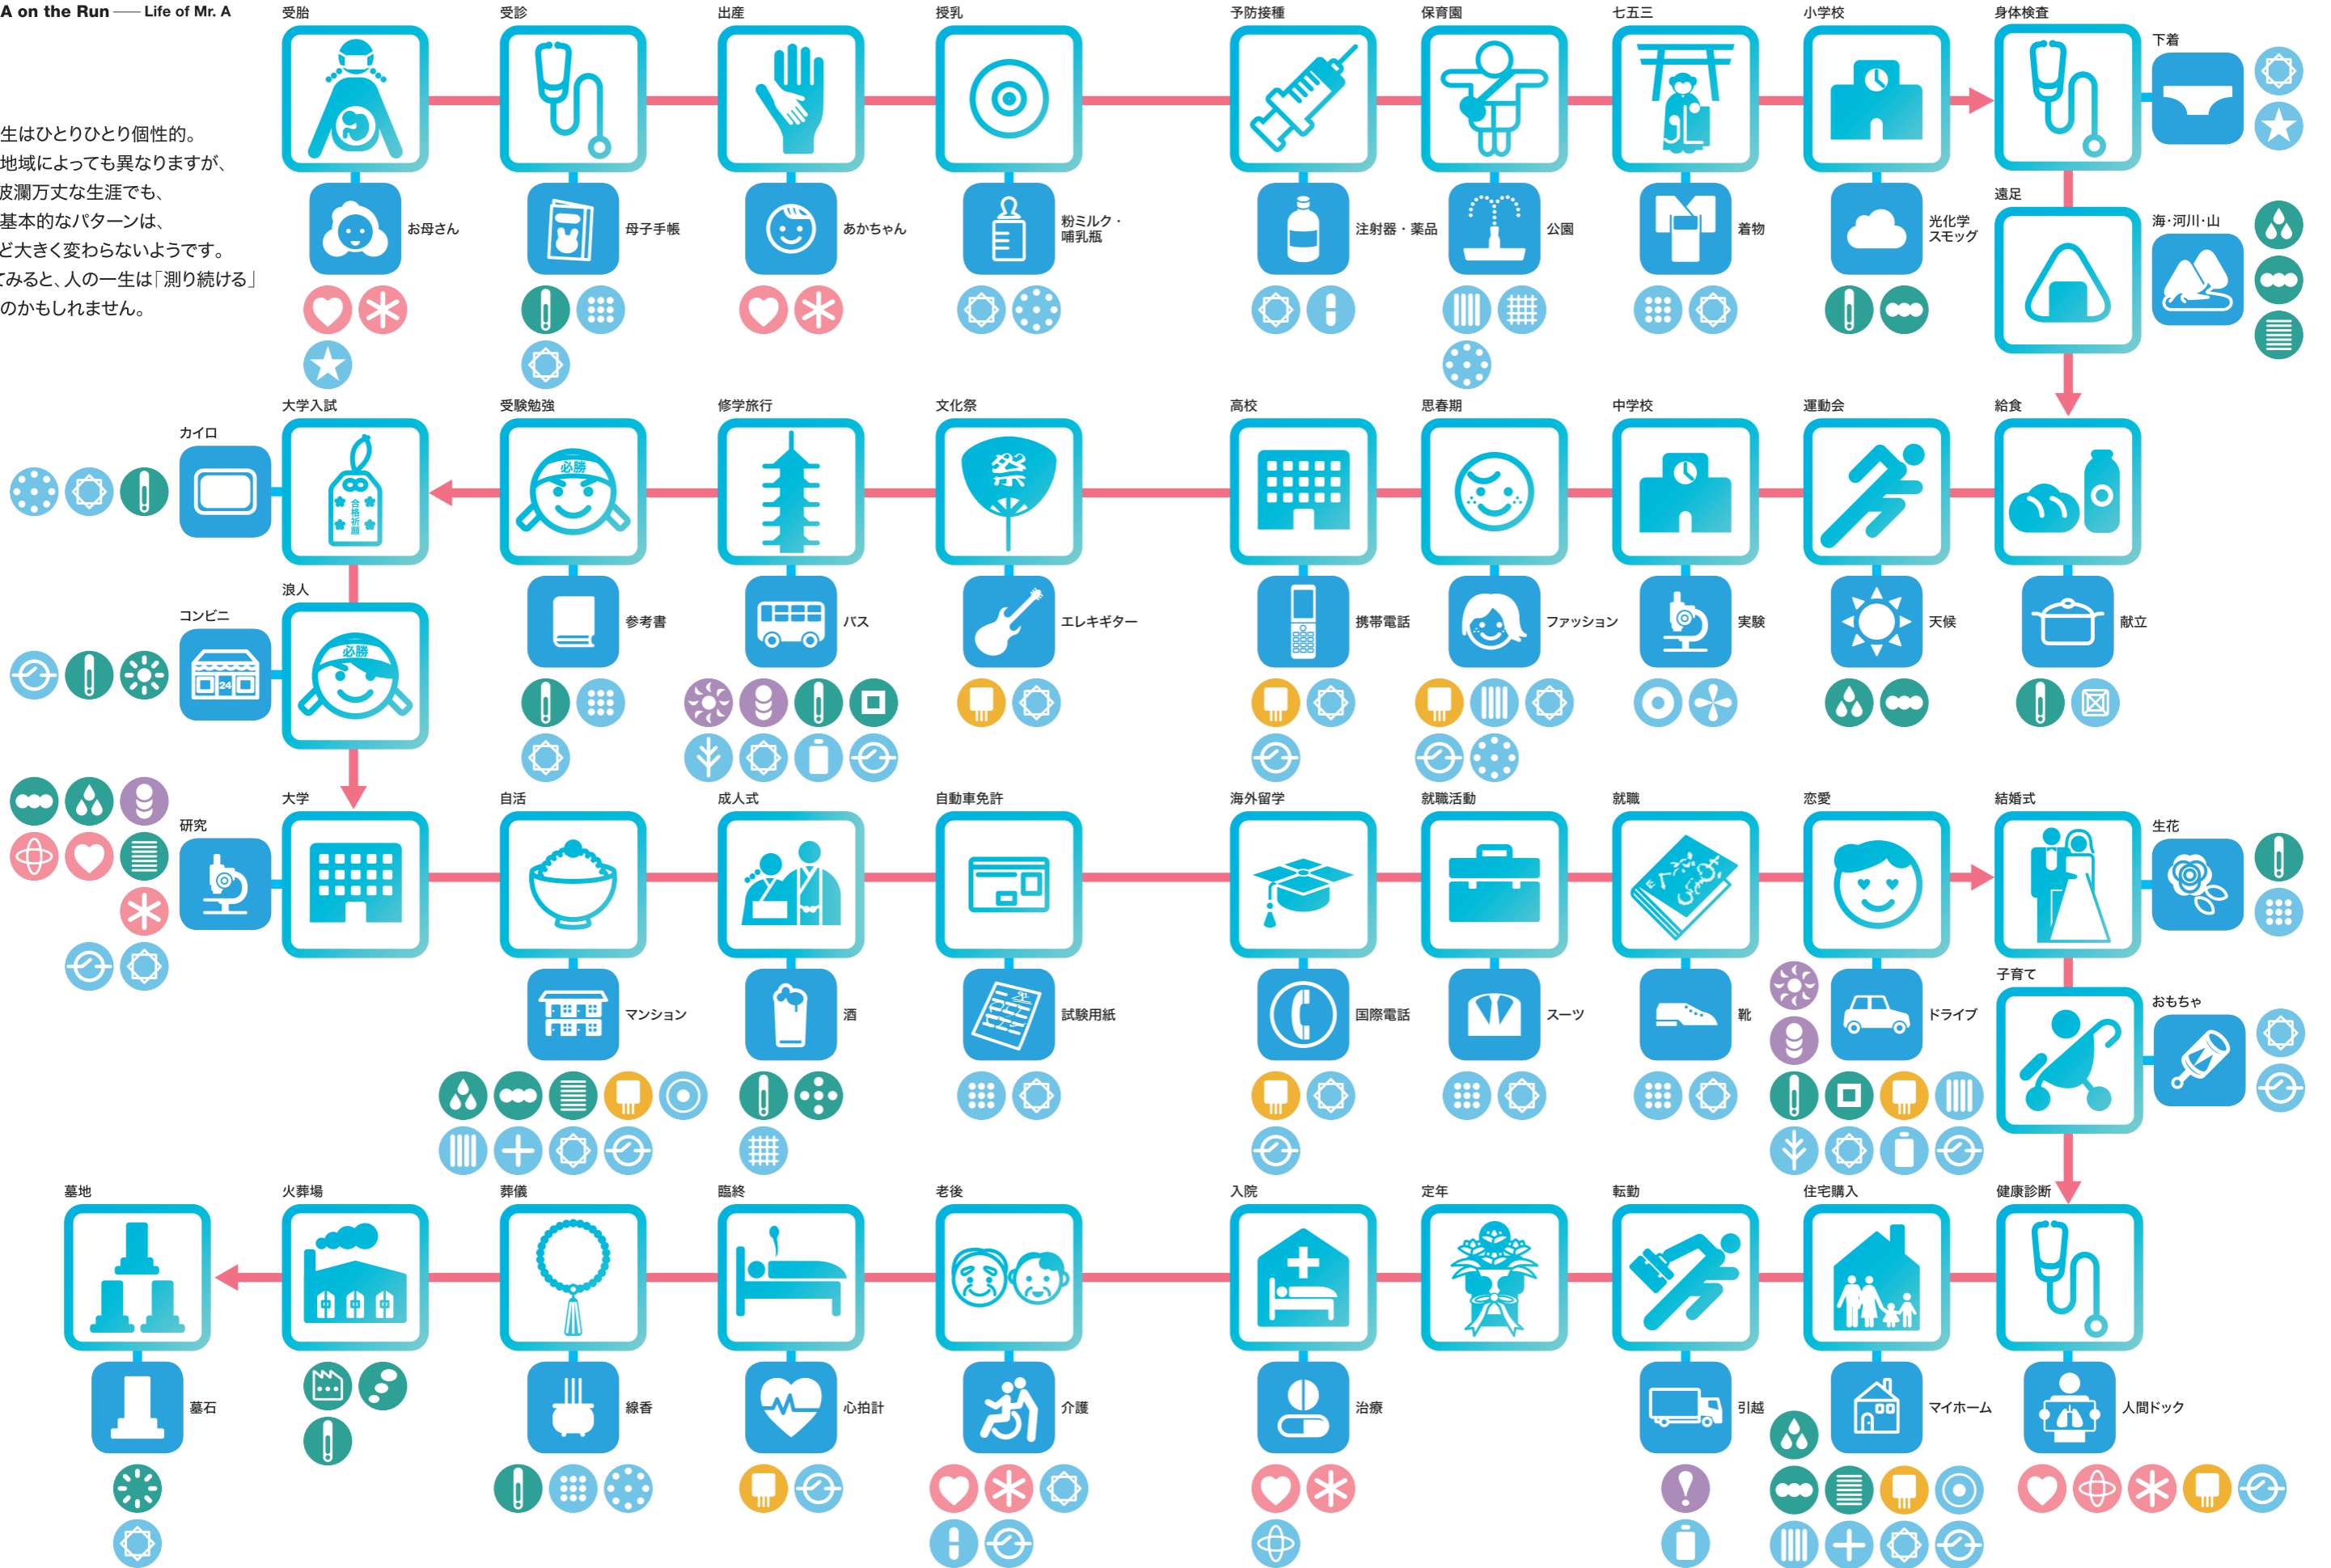 A on the Run —— Life of Mr. A
生はひとりひとり個性的。
地域によっても異なりますが、
波瀾万丈な生涯でも、
基本的なパターンは、
ど大きく変わらないようです。
てみると、人の一生は「測り続ける」
のかもしれません。
受胎
受診
出産
授乳
予防接種
保育園
七五三
小学校
身体検査
下着
お母さん
母子手帳
あかちゃん
粉ミルク・
哺乳瓶
注射器・薬品
公園
着物
光化学
スモッグ
遠足
海・河川・山
カイロ
大学入試
合格祈願
受験勉強
必勝
修学旅行
文化祭
祭
高校
思春期
中学校
運動会
給食
参考書
バス
エレキギター
携帯電話
ファッション
実験
天候
献立
コンビニ
24
浪人
必勝
研究
大学
自活
成人式
自動車免許
海外留学
就職活動
就職
恋愛
結婚式
生花
マンション
酒
試験用紙
国際電話
スーツ
靴
ドライブ
子育て
おもちゃ
墓地
火葬場
葬儀
臨終
老後
入院
定年
転勤
住宅購入
健康診断
墓石
線香
心拍計
介護
治療
引越
マイホーム
人間ドック